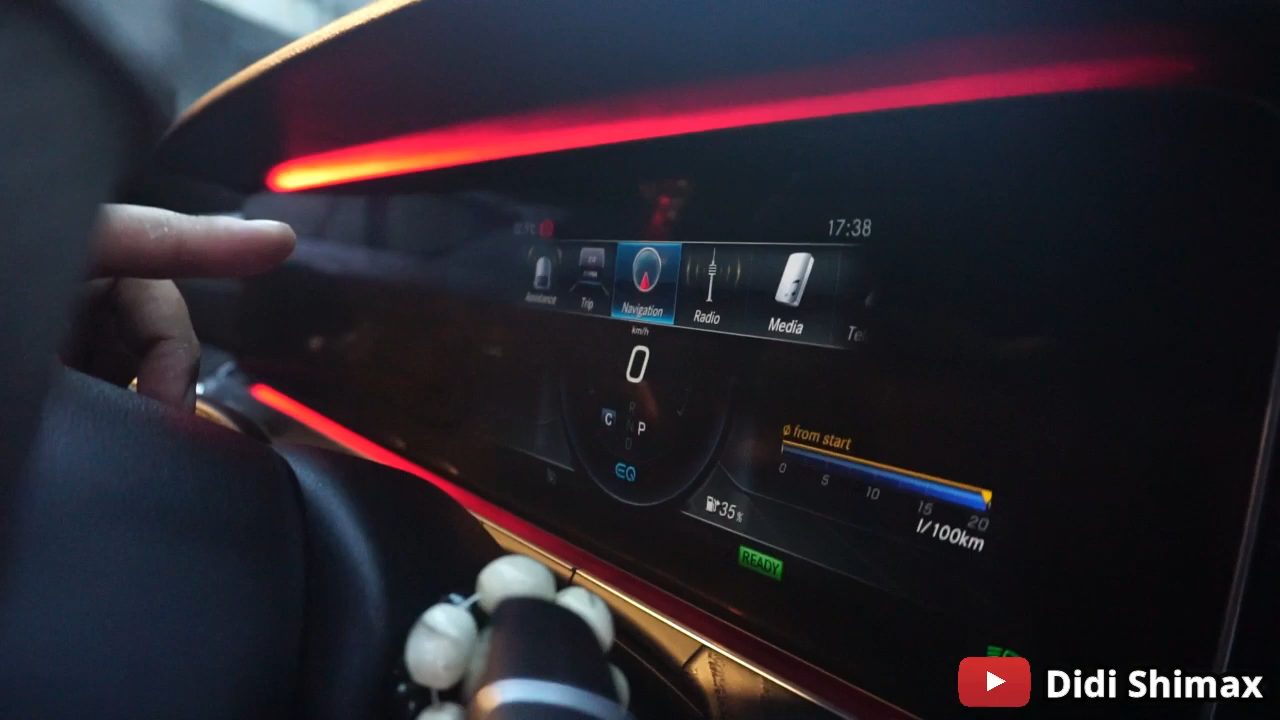 17:38
Assistance
Trip
Navigation
Radio
Media
Te
km/h
0
R
N
D
C
P
EQ
ø from start
0
5
10
15
20
l/100km
35%
READY
Didi Shimax